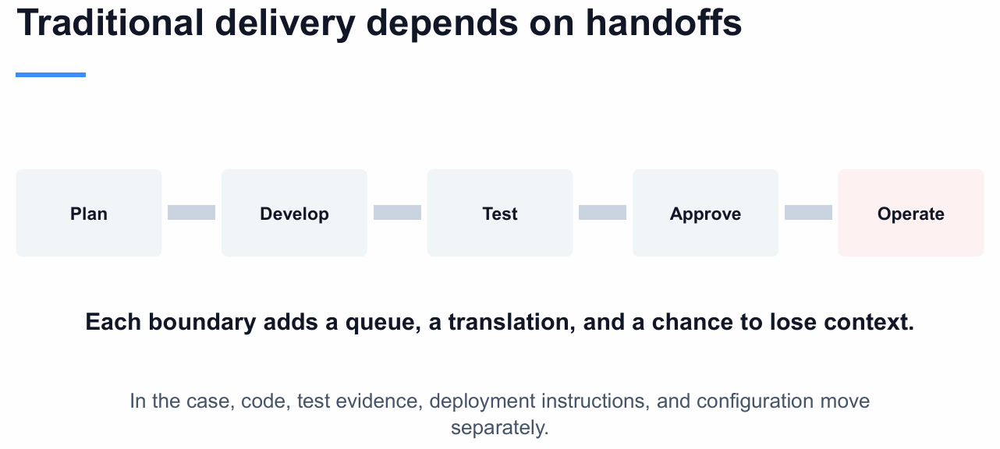 Traditional delivery depends on handoffs
Plan
Develop
Test
Approve
Operate
Each boundary adds a queue, a translation, and a chance to lose context.
In the case, code, test evidence, deployment instructions, and configuration move
separately.